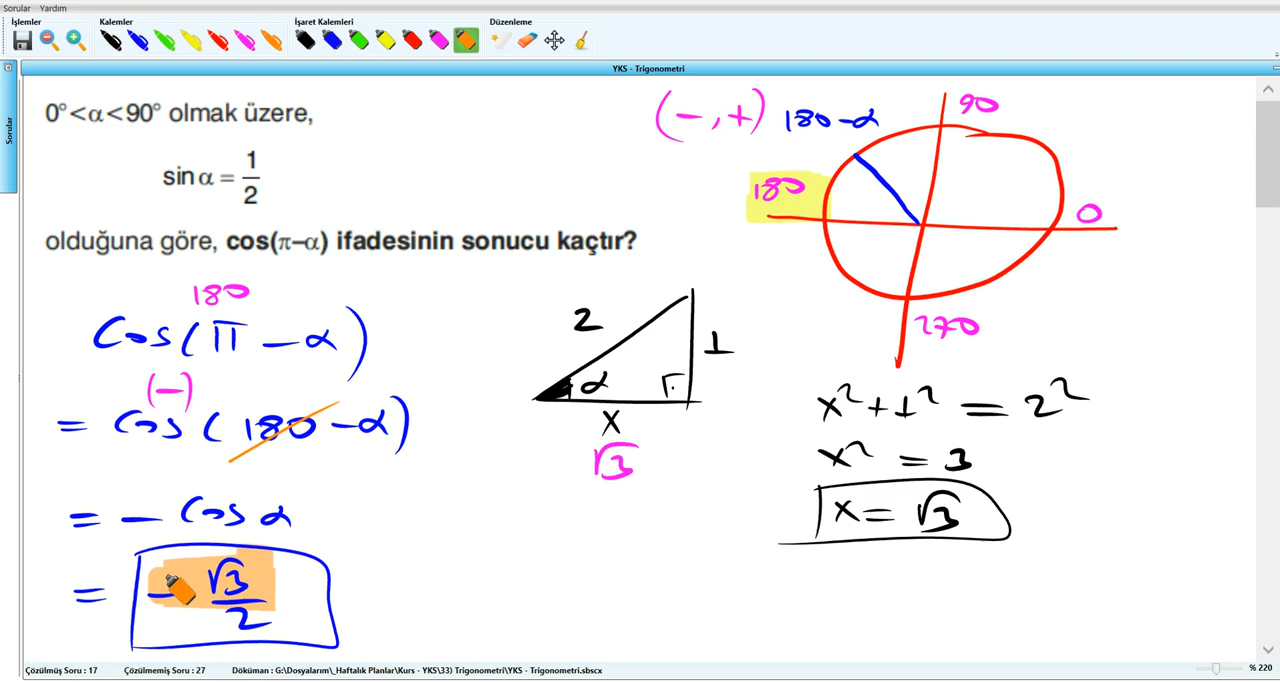 Sorular Yardım
İşlemler Kalemler İşaret Kalemleri Düzenleme
YKS - Trigonometri
Sorular
0°<α<90° olmak üzere,
sinα = 1/2
olduğuna göre, cos(π−α) ifadesinin sonucu kaçtır?
180
Cos(π − α)
(−)
= Cos(180 − α)
= − Cos α
= − √3/2
2
1
α
x
√3
(−,+) 180−α
90
180
0
270
x² + 1² = 2²
x² = 3
x = √3
Çözülmüş Soru : 17 Çözülmemiş Soru : 27 Döküman : G:\Dosyalarım\_Haftalık Planlar\Kurs - YKS\33) Trigonometri\YKS - Trigonometri.sbscx % 220